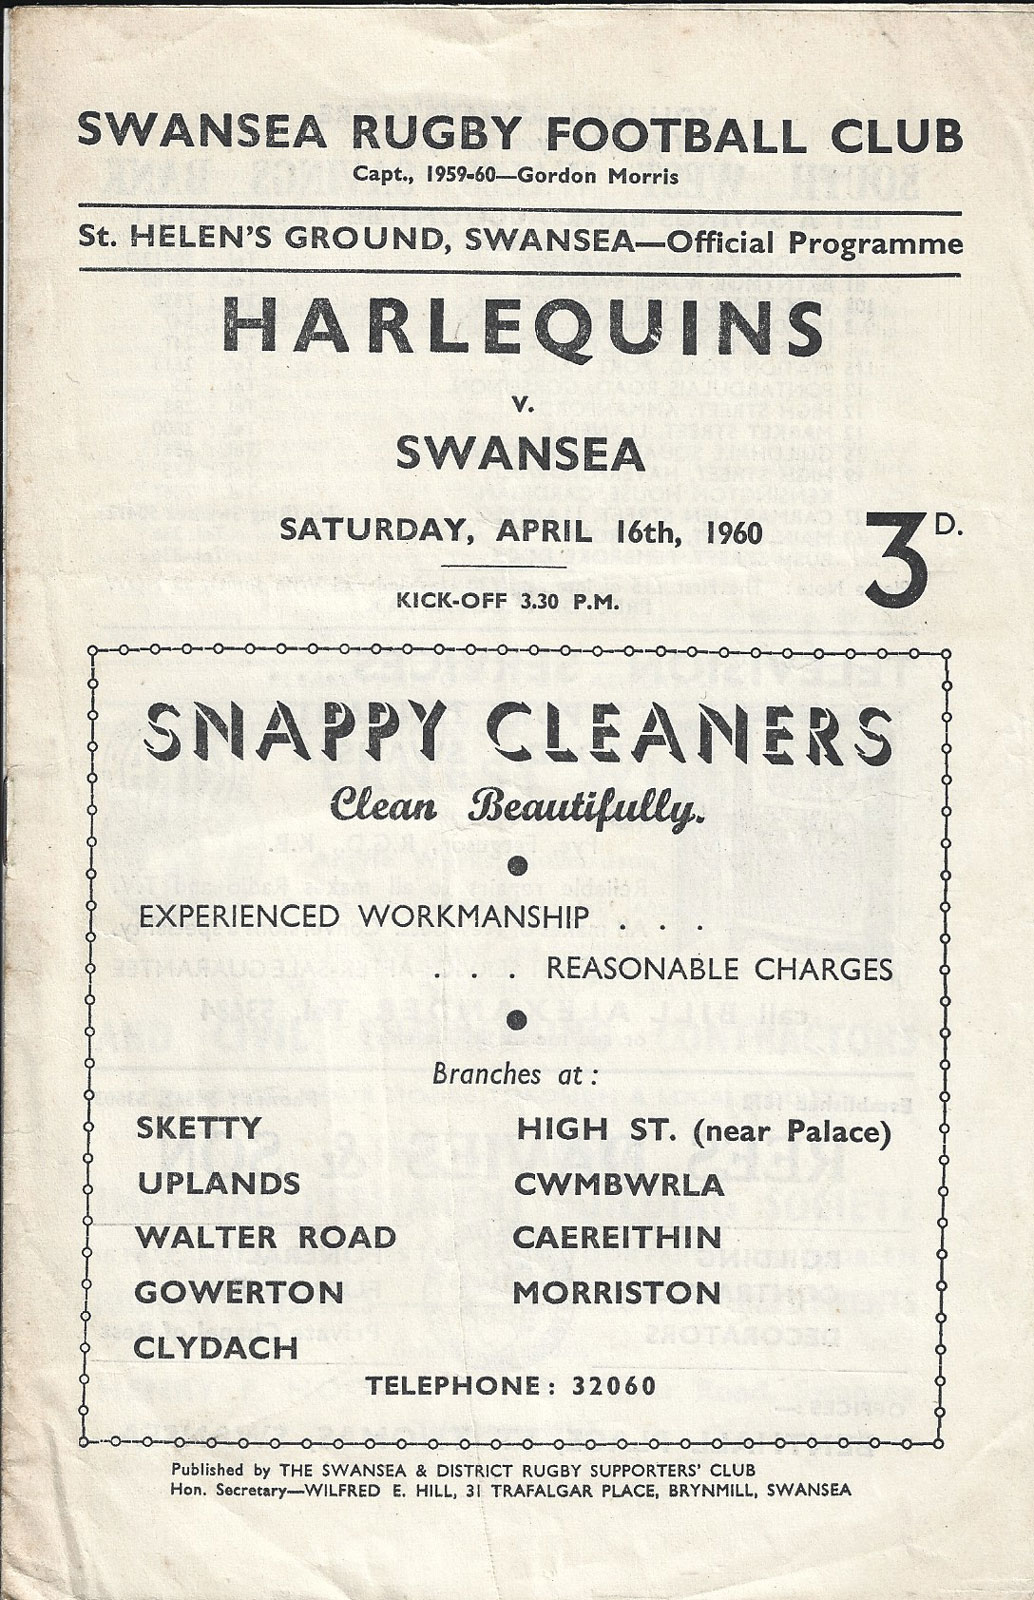 SWANSEA RUGBY FOOTBALL CLUB
Capt., 1959-60—Gordon Morris
St. HELEN'S GROUND, SWANSEA—Official Programme
HARLEQUINS
v.
SWANSEA
SATURDAY, APRIL 16th, 1960
3D.
KICK-OFF 3.30 P.M.
SNAPPY CLEANERS
Clean Beautifully.
EXPERIENCED WORKMANSHIP . . .
. . . REASONABLE CHARGES
Branches at :
SKETTY HIGH ST. (near Palace)
UPLANDS CWMBWRLA
WALTER ROAD CAEREITHIN
GOWERTON MORRISTON
CLYDACH
TELEPHONE : 32060
Published by THE SWANSEA & DISTRICT RUGBY SUPPORTERS' CLUB
Hon. Secretary—WILFRED E. HILL, 31 TRAFALGAR PLACE, BRYNMILL, SWANSEA